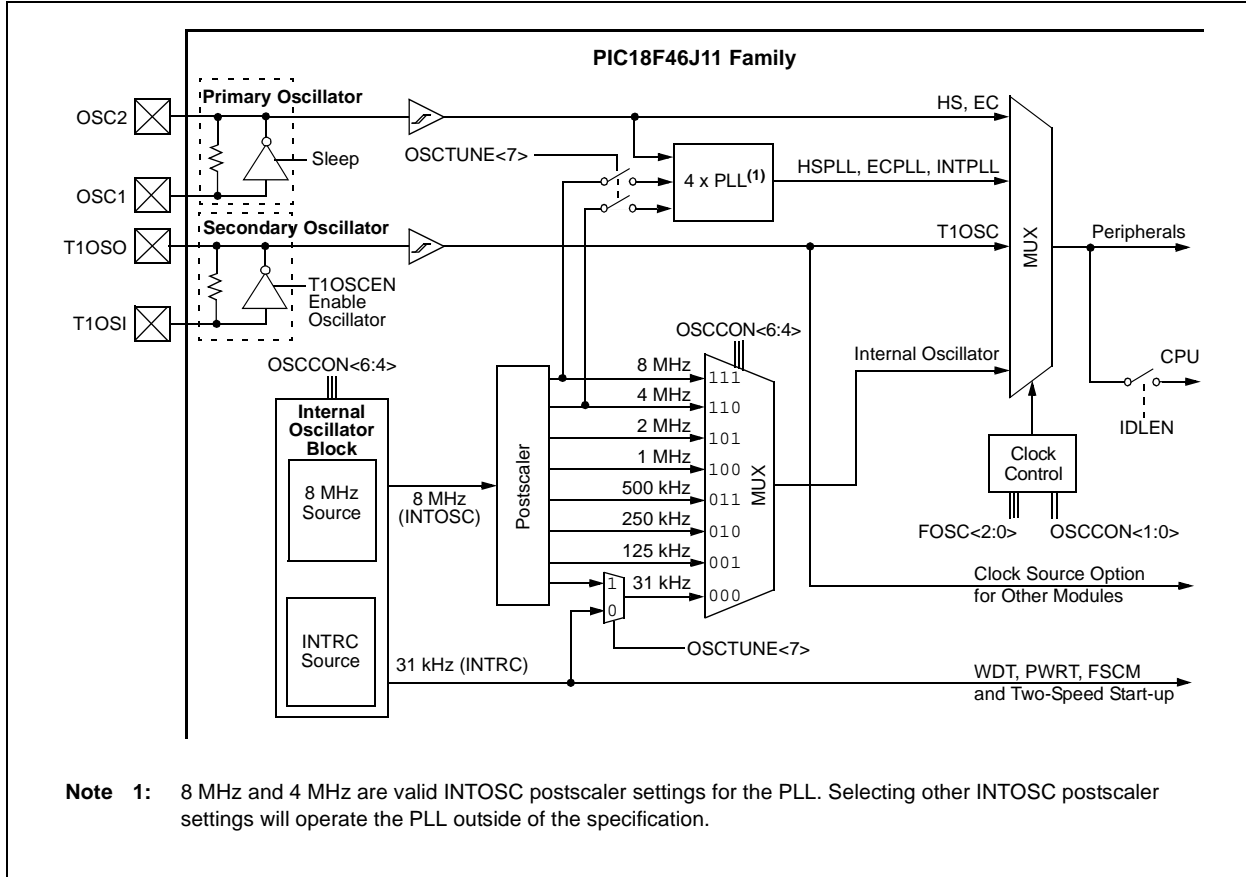 PIC18F46J11 Family
Primary Oscillator
OSC2
Sleep
OSC1
HS, EC
OSCTUNE<7>
4 x PLL(1)
HSPLL, ECPLL, INTPLL
Secondary Oscillator
T1OSO
T1OSCEN
Enable
Oscillator
T1OSI
T1OSC
MUX
Peripherals
CPU
IDLEN
OSCCON<6:4>
Internal Oscillator
OSCCON<6:4>
Internal
Oscillator
Block
8 MHz
Source
8 MHz
(INTOSC)
Postscaler
8 MHz 111
4 MHz 110
2 MHz 101
1 MHz 100
500 kHz 011
250 kHz 010
125 kHz 001
1 31 kHz 000
0
MUX
Clock
Control
FOSC<2:0> OSCCON<1:0>
Clock Source Option
for Other Modules
INTRC
Source
31 kHz (INTRC)
OSCTUNE<7>
WDT, PWRT, FSCM
and Two-Speed Start-up
Note 1: 8 MHz and 4 MHz are valid INTOSC postscaler settings for the PLL. Selecting other INTOSC postscaler
settings will operate the PLL outside of the specification.